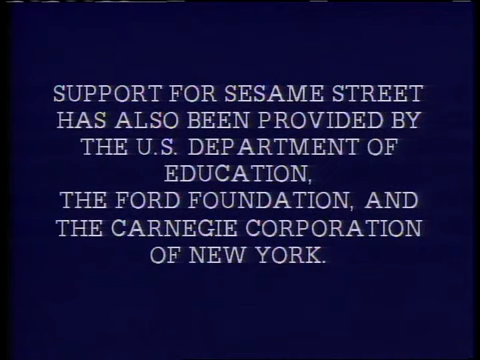 SUPPORT FOR SESAME STREET
HAS ALSO BEEN PROVIDED BY
THE U.S. DEPARTMENT OF
EDUCATION,
THE FORD FOUNDATION, AND
THE CARNEGIE CORPORATION
OF NEW YORK.